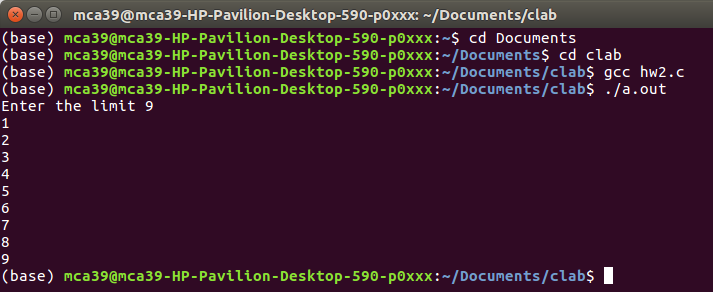 mca39@mca39-HP-Pavilion-Desktop-590-p0xxx: ~/Documents/clab
(base) mca39@mca39-HP-Pavilion-Desktop-590-p0xxx:~$ cd Documents
(base) mca39@mca39-HP-Pavilion-Desktop-590-p0xxx:~/Documents$ cd clab
(base) mca39@mca39-HP-Pavilion-Desktop-590-p0xxx:~/Documents/clab$ gcc hw2.c
(base) mca39@mca39-HP-Pavilion-Desktop-590-p0xxx:~/Documents/clab$ ./a.out
Enter the limit 9
1
2
3
4
5
6
7
8
9
(base) mca39@mca39-HP-Pavilion-Desktop-590-p0xxx:~/Documents/clab$